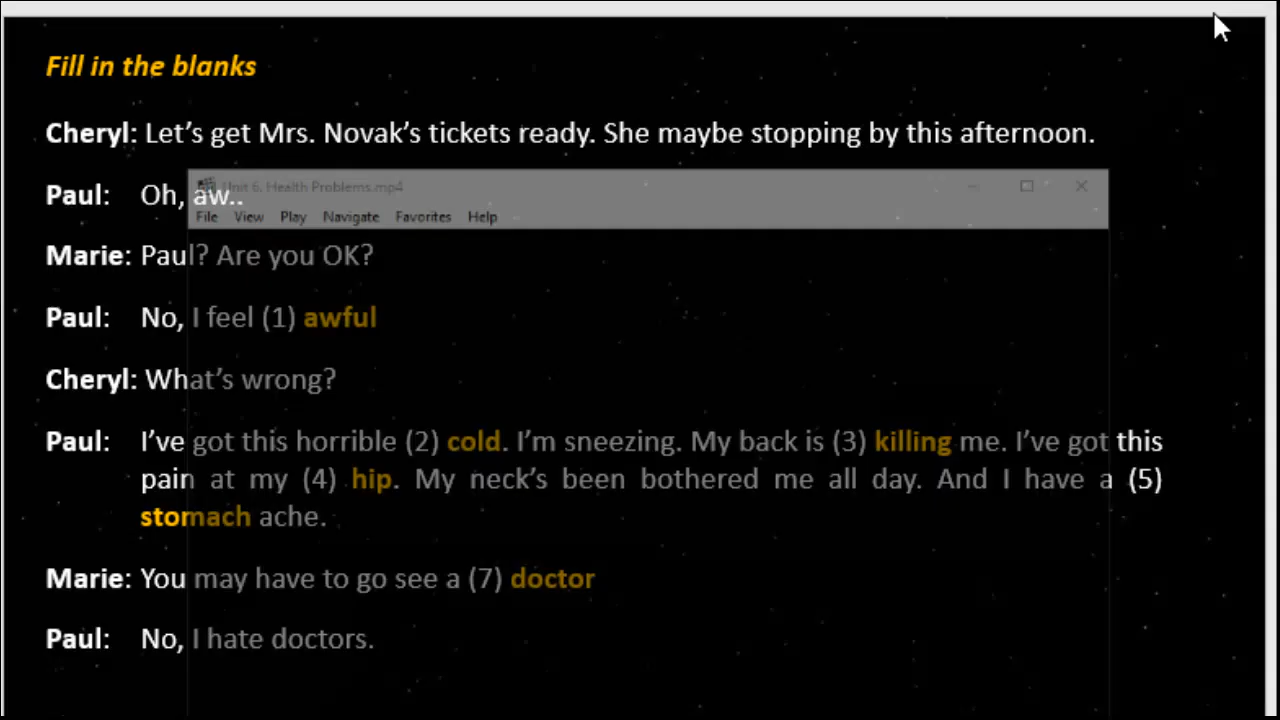 Fill in the blanks
Cheryl: Let's get Mrs. Novak's tickets ready. She maybe stopping by this afternoon.
Unit 6. Health Problems.mp4
Paul: Oh, aw..
File View Play Navigate Favorites Help
Marie: Paul? Are you OK?
Paul: No, I feel (1) awful
Cheryl: What's wrong?
Paul: I've got this horrible (2) cold. I'm sneezing. My back is (3) killing me. I've got this
pain at my (4) hip. My neck's been bothered me all day. And I have a (5)
stomach ache.
Marie: You may have to go see a (7) doctor
Paul: No, I hate doctors.